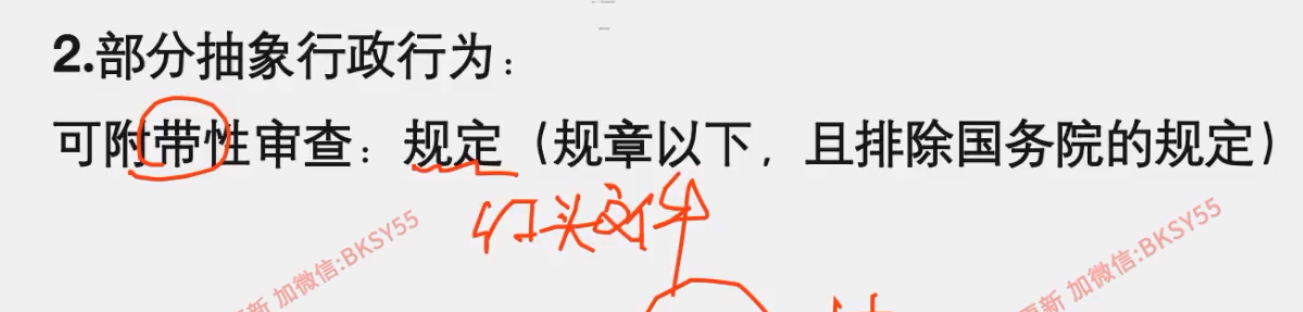 2.部分抽象行政行为：
可附带性审查：规定（规章以下，且排除国务院的规定）
红头文件
更新 加微信:BKSY55
更新 加微信:BKSY55